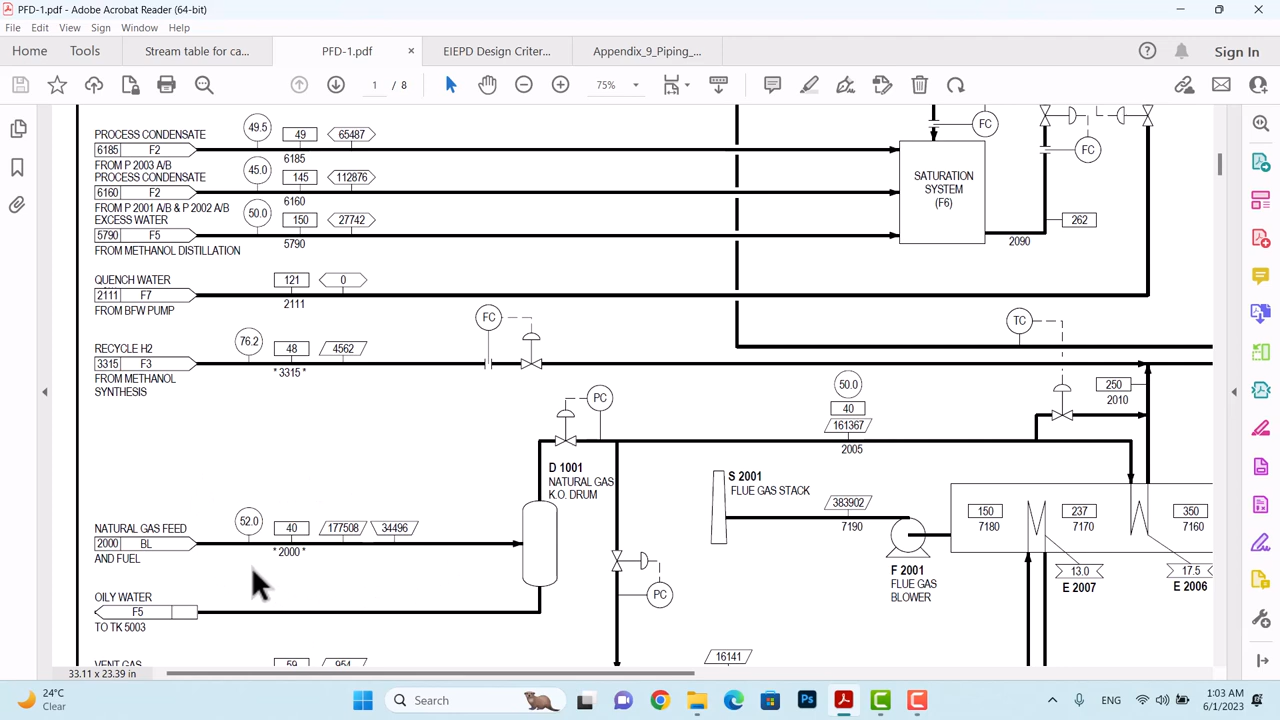 PFD-1.pdf - Adobe Acrobat Reader (64-bit)
File Edit View Sign Window Help
Home Tools Stream table for ca... PFD-1.pdf × EIEPD Design Criter... Appendix_9_Piping_... Sign In
1 / 8 75%
PROCESS CONDENSATE 49.5 49 65487 FC
6185 F2 6185
FROM P 2003 A/B FC
PROCESS CONDENSATE 45.0 145 112876 SATURATION
6160 F2 6160 SYSTEM
FROM P 2001 A/B & P 2002 A/B (F6)
EXCESS WATER 50.0 150 27742 262
5790 F5 5790 2090
FROM METHANOL DISTILLATION
QUENCH WATER 121 0
2111 F7 2111
FROM BFW PUMP
FC TC
RECYCLE H2 76.2 48 4562
3315 F3 * 3315 *
FROM METHANOL
SYNTHESIS
50.0 250
PC 40 2010
161367
2005
D 1001
NATURAL GAS
K.O. DRUM
S 2001
FLUE GAS STACK
383902 150 237 350
7190 7180 7170 7160
NATURAL GAS FEED 52.0 40 177508 34496
2000 BL * 2000 *
AND FUEL
F 2001
FLUE GAS
BLOWER
13.0 17.5
E 2007 E 2006
PC
OILY WATER
F5
TO TK 5003
VENT GAS 59 954 16141
33.11 x 23.39 in
24°C
Clear
Search
ENG
1:03 AM
6/1/2023